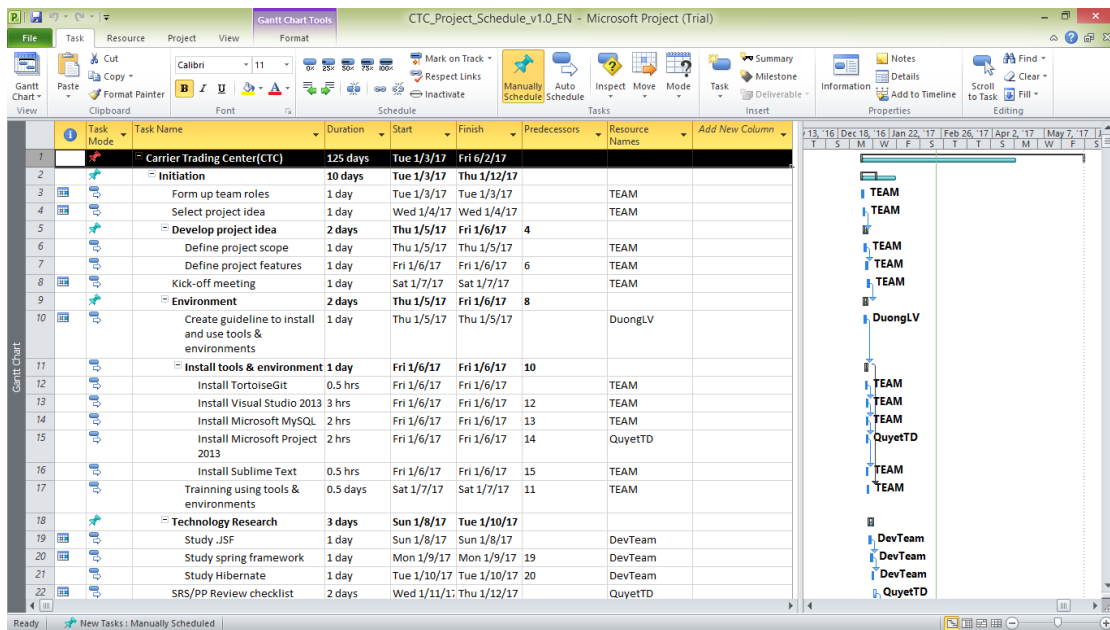 Gantt Chart Tools
CTC_Project_Schedule_v1.0_EN - Microsoft Project (Trial)
File Task Resource Project View Format
Gantt Chart
View
Paste
Cut
Copy
Format Painter
Clipboard
Calibri 11
B I U A
Font
0x 25x 50x 75x 100x
Mark on Track
Respect Links
Inactivate
Schedule
Manually Schedule
Auto Schedule
Inspect Move Mode
Tasks
Task
Summary
Milestone
Deliverable
Insert
Information
Notes
Details
Add to Timeline
Properties
Scroll to Task
Find
Clear
Fill
Editing
Task Mode Task Name Duration Start Finish Predecessors Resource Names Add New Column
13, '16 Dec 18, '16 Jan 22, '17 Feb 26, '17 Apr 2, '17 May 7, '17
T S M W F S T T S M W F S
1 Carrier Trading Center(CTC) 125 days Tue 1/3/17 Fri 6/2/17
2 Initiation 10 days Tue 1/3/17 Thu 1/12/17
3 Form up team roles 1 day Tue 1/3/17 Tue 1/3/17 TEAM TEAM
4 Select project idea 1 day Wed 1/4/17 Wed 1/4/17 TEAM TEAM
5 Develop project idea 2 days Thu 1/5/17 Fri 1/6/17 4
6 Define project scope 1 day Thu 1/5/17 Thu 1/5/17 TEAM TEAM
7 Define project features 1 day Fri 1/6/17 Fri 1/6/17 6 TEAM TEAM
8 Kick-off meeting 1 day Sat 1/7/17 Sat 1/7/17 TEAM TEAM
9 Environment 2 days Thu 1/5/17 Fri 1/6/17 8
10 Create guideline to install 1 day Thu 1/5/17 Thu 1/5/17 DuongLV DuongLV
and use tools &
environments
11 Install tools & environment 1 day Fri 1/6/17 Fri 1/6/17 10
12 Install TortoiseGit 0.5 hrs Fri 1/6/17 Fri 1/6/17 TEAM TEAM
13 Install Visual Studio 2013 3 hrs Fri 1/6/17 Fri 1/6/17 12 TEAM TEAM
14 Install Microsoft MySQL 2 hrs Fri 1/6/17 Fri 1/6/17 13 TEAM TEAM
15 Install Microsoft Project 2 hrs Fri 1/6/17 Fri 1/6/17 14 QuyetTD QuyetTD
2013
16 Install Sublime Text 0.5 hrs Fri 1/6/17 Fri 1/6/17 15 TEAM TEAM
17 Trainning using tools & 0.5 days Sat 1/7/17 Sat 1/7/17 11 TEAM TEAM
environments
18 Technology Research 3 days Sun 1/8/17 Tue 1/10/17
19 Study .JSF 1 day Sun 1/8/17 Sun 1/8/17 DevTeam DevTeam
20 Study spring framework 1 day Mon 1/9/17 Mon 1/9/17 19 DevTeam DevTeam
21 Study Hibernate 1 day Tue 1/10/17 Tue 1/10/17 20 DevTeam DevTeam
22 SRS/PP Review checklist 2 days Wed 1/11/1 Thu 1/12/17 QuyetTD QuyetTD
Gantt Chart
Ready New Tasks : Manually Scheduled